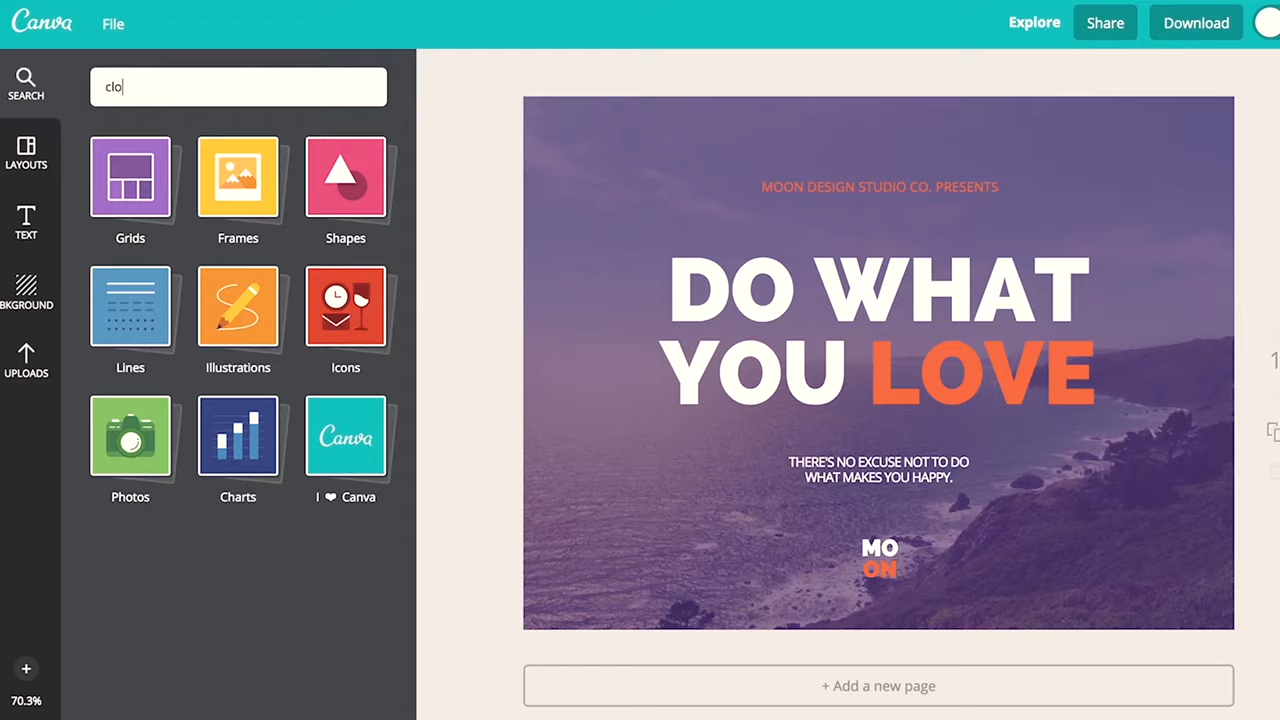 Canva
File
Explore
Share
Download
SEARCH
LAYOUTS
TEXT
BKGROUND
UPLOADS
70.3%
clo
Grids
Frames
Shapes
Lines
Illustrations
Icons
Canva
Photos
Charts
I ❤ Canva
MOON DESIGN STUDIO CO. PRESENTS
DO WHAT
YOU LOVE
THERE'S NO EXCUSE NOT TO DO
WHAT MAKES YOU HAPPY.
MO
ON
+ Add a new page
1